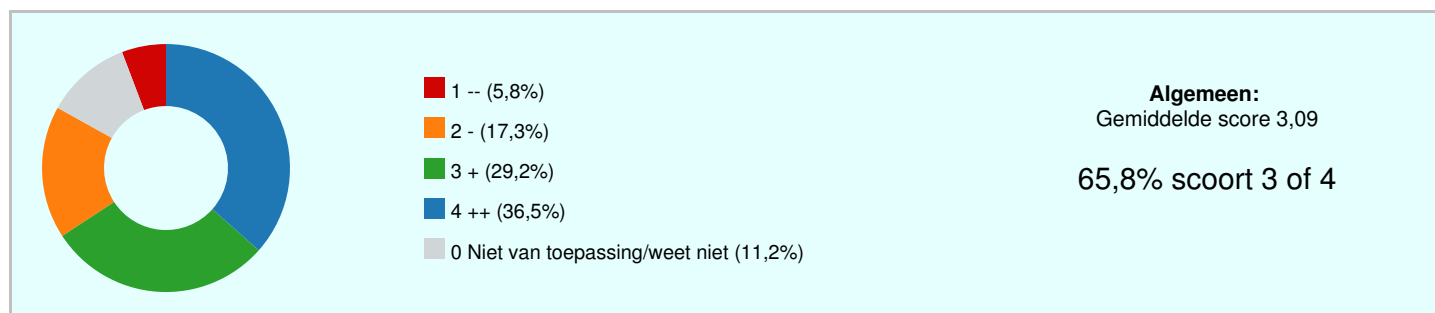 1 -- (5,8%)
2 - (17,3%)
3 + (29,2%)
4 ++ (36,5%)
0 Niet van toepassing/weet niet (11,2%)
Algemeen:
Gemiddelde score 3,09
65,8% scoort 3 of 4